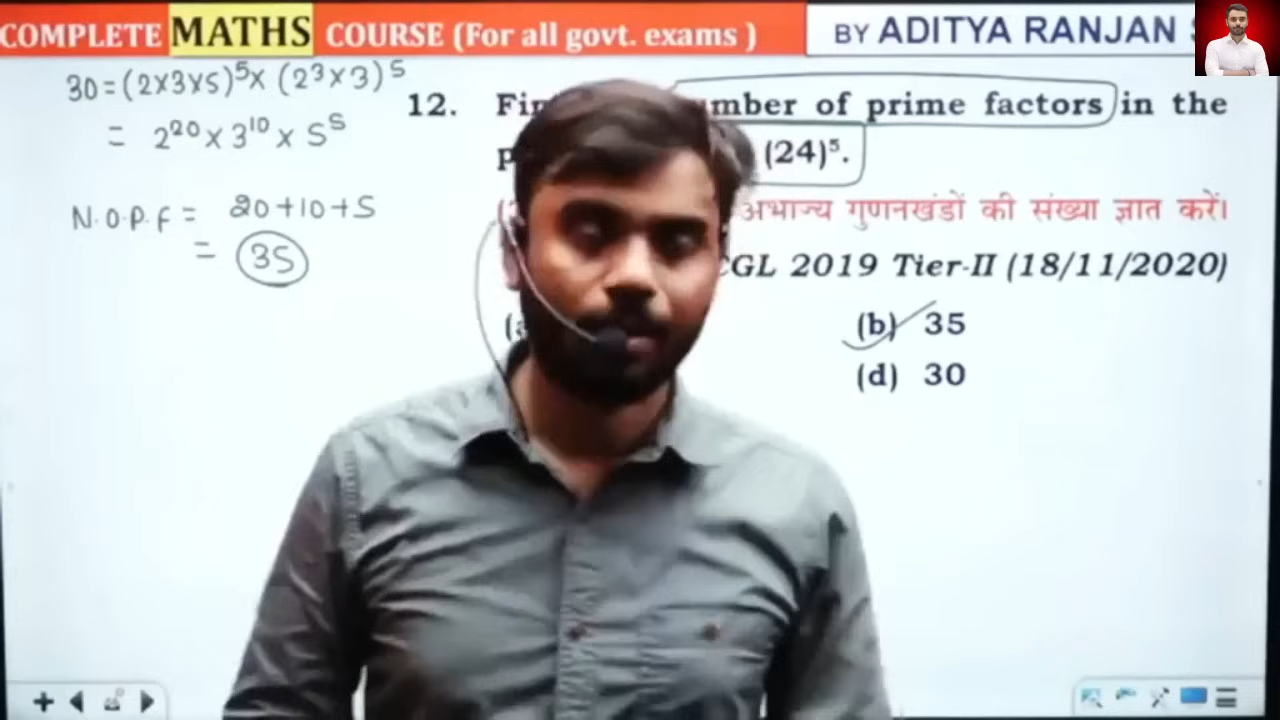 COMPLETE MATHS COURSE (For all govt. exams )
BY ADITYA RANJAN
30=(2×3×5)⁵× (2³×3)⁵
= 2²⁰ × 3¹⁰ × 5⁵
N.O.P.F = 20+10+5
= 35
12. of prime factors in the
(24)⁵.
अभाज्य गुणनखंडों की संख्या ज्ञात करें।
2019 Tier-II (18/11/2020)
(b) 35
(d) 30